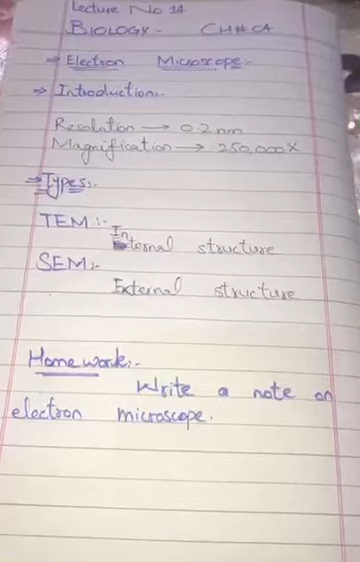 Lecture No 14
BIOLOGY. CH # 04
⇒ Electron Microscope:-
⇒ Introduction:-
Resolution → 0.2 nm
Magnification → 250,000X
⇒ Types:-
TEM:-
Internal structure
SEM:-
External structure
Homework:-
Write a note on
electron microscope.